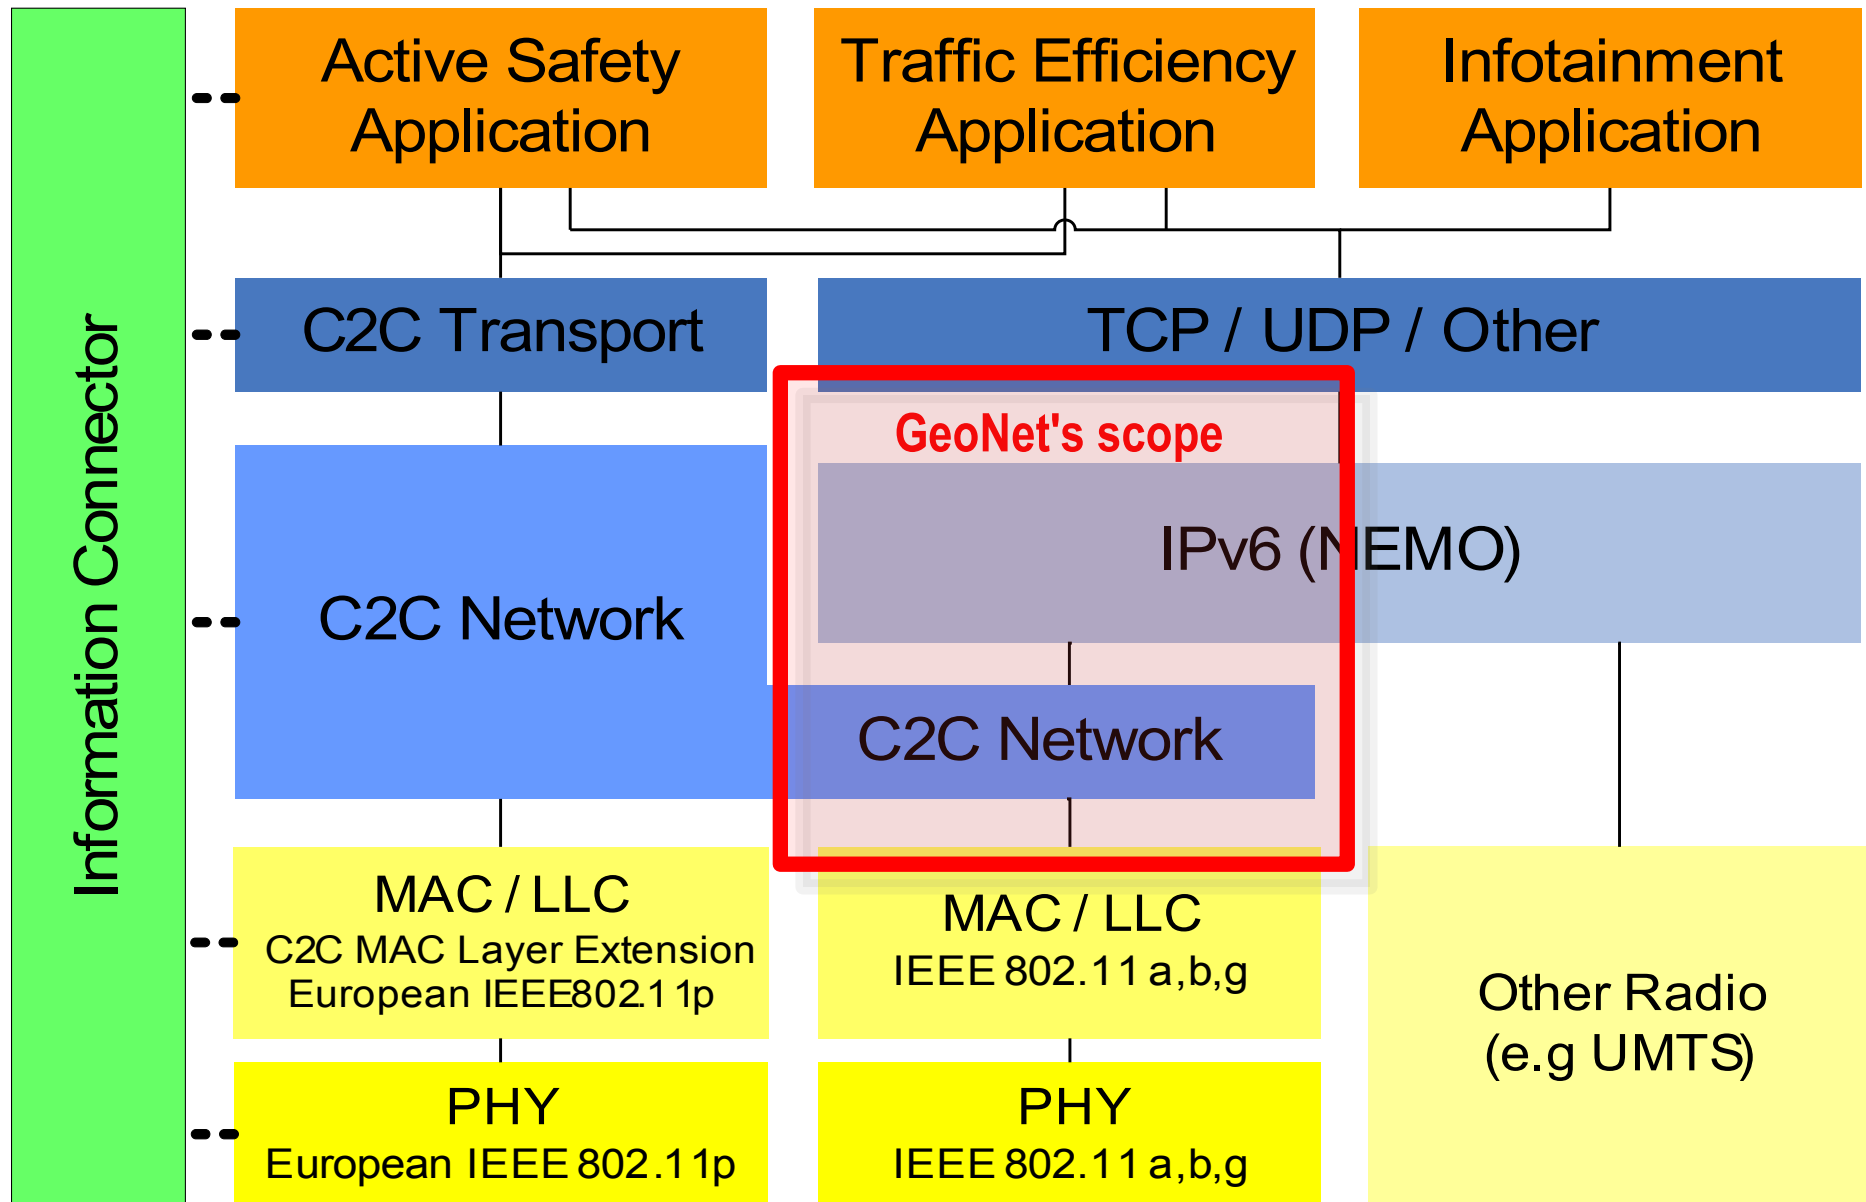 Information Connector
Active Safety
Application
Traffic Efficiency
Application
Infotainment
Application
C2C Transport
TCP / UDP / Other
GeoNet's scope
IPv6 (NEMO)
C2C Network
C2C Network
MAC / LLC
C2C MAC Layer Extension
European IEEE802.11p
MAC / LLC
IEEE 802.11 a,b,g
Other Radio
(e.g UMTS)
PHY
European IEEE 802.11p
PHY
IEEE 802.11 a,b,g